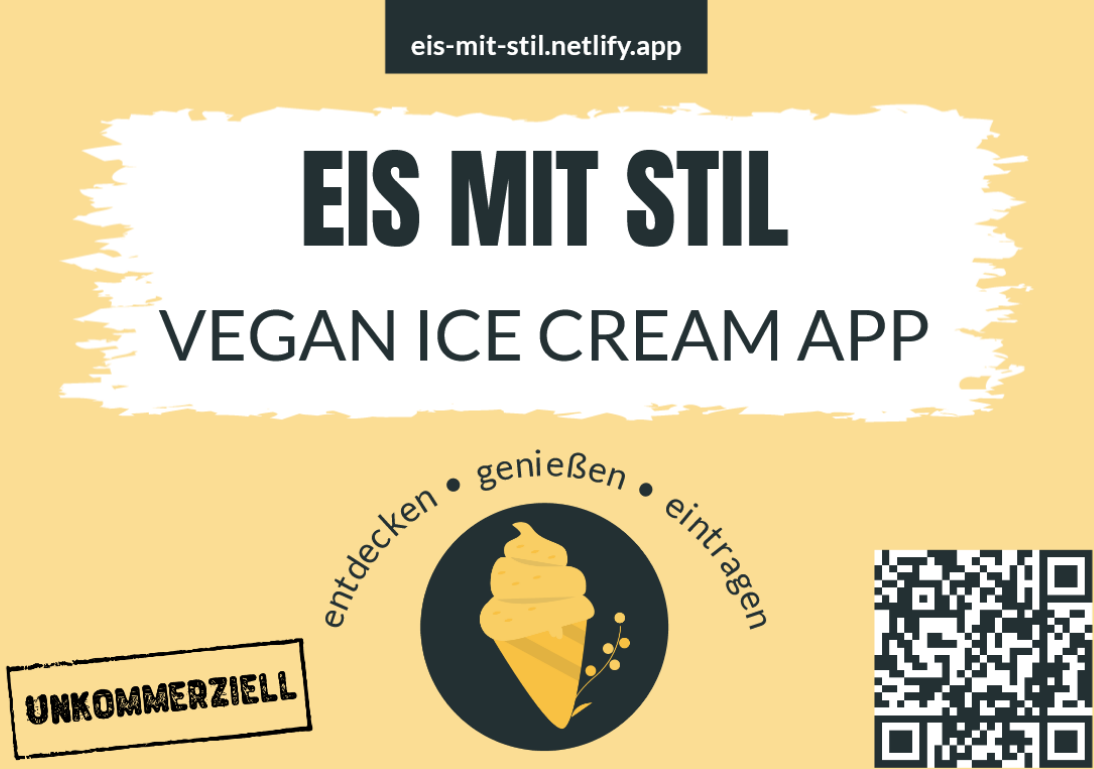 eis-mit-stil.netlify.app
EIS MIT STIL
VEGAN ICE CREAM APP
entdecken • genießen • eintragen
UNKOMMERZIELL